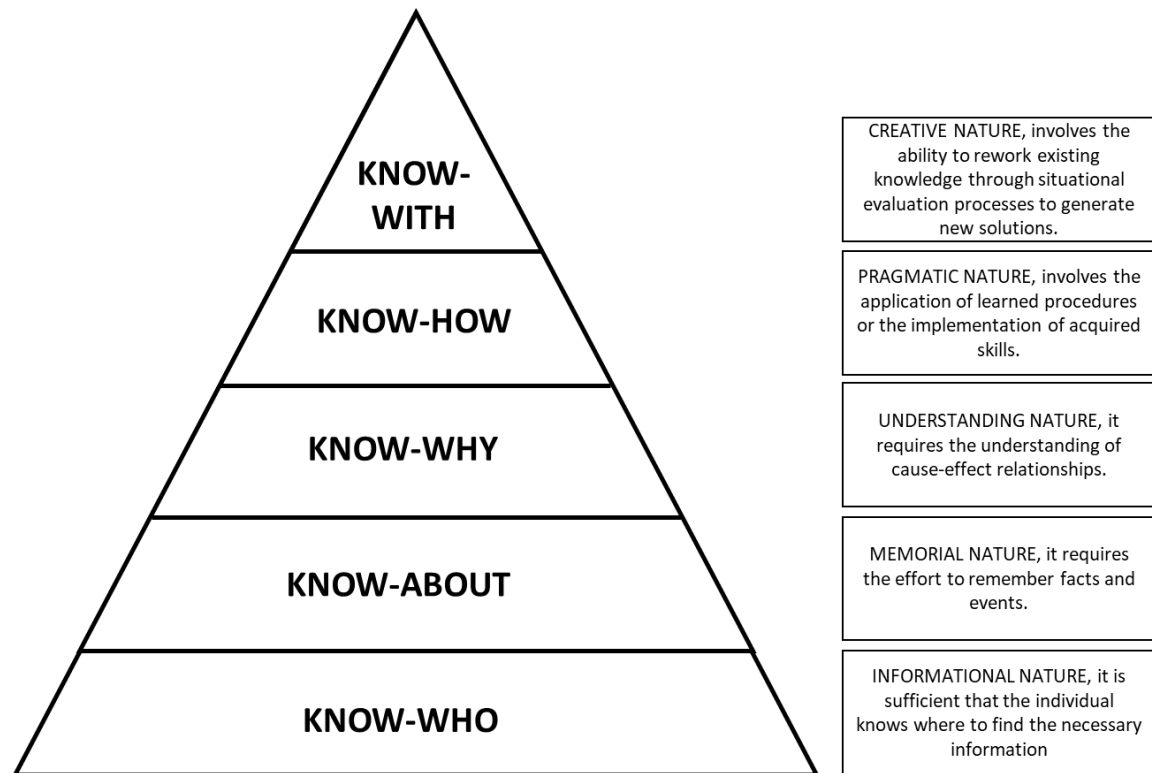 KNOW-
WITH
CREATIVE NATURE, involves the
ability to rework existing
knowledge through situational
evaluation processes to generate
new solutions.
KNOW-HOW
PRAGMATIC NATURE, involves the
application of learned procedures
or the implementation of acquired
skills.
KNOW-WHY
UNDERSTANDING NATURE, it
requires the understanding of
cause-effect relationships.
KNOW-ABOUT
MEMORIAL NATURE, it requires
the effort to remember facts and
events.
KNOW-WHO
INFORMATIONAL NATURE, it is
sufficient that the individual
knows where to find the necessary
information